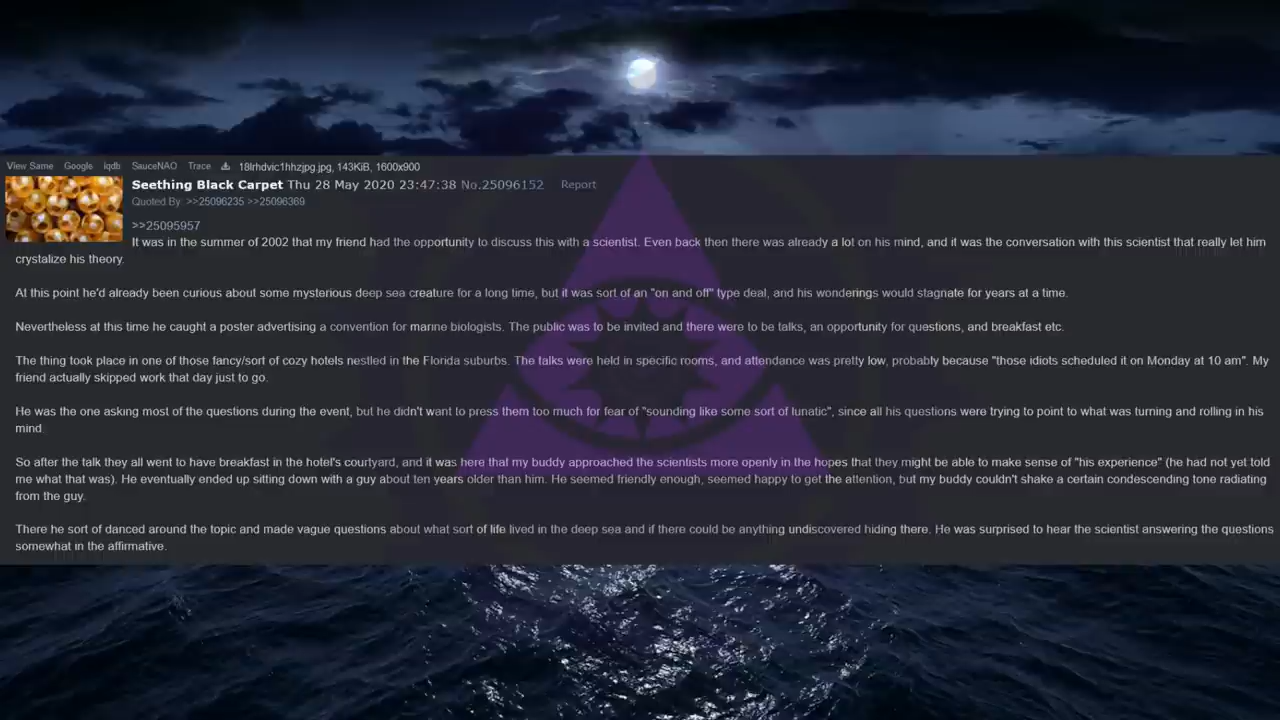 View Same Google iqdb SauceNAO Trace 18lrhdvic1hhzjpg.jpg, 143KiB, 1600x900
Seething Black Carpet Thu 28 May 2020 23:47:38 No.25096152 Report
Quoted By: >>25096235 >>25096369
>>25095957
It was in the summer of 2002 that my friend had the opportunity to discuss this with a scientist. Even back then there was already a lot on his mind, and it was the conversation with this scientist that really let him
crystalize his theory.
At this point he'd already been curious about some mysterious deep sea creature for a long time, but it was sort of an "on and off" type deal, and his wonderings would stagnate for years at a time.
Nevertheless at this time he caught a poster advertising a convention for marine biologists. The public was to be invited and there were to be talks, an opportunity for questions, and breakfast etc.
The thing took place in one of those fancy/sort of cozy hotels nestled in the Florida suburbs. The talks were held in specific rooms, and attendance was pretty low, probably because "those idiots scheduled it on Monday at 10 am". My
friend actually skipped work that day just to go.
He was the one asking most of the questions during the event, but he didn't want to press them too much for fear of "sounding like some sort of lunatic", since all his questions were trying to point to what was turning and rolling in his
mind.
So after the talk they all went to have breakfast in the hotel's courtyard, and it was here that my buddy approached the scientists more openly in the hopes that they might be able to make sense of "his experience" (he had not yet told
me what that was). He eventually ended up sitting down with a guy about ten years older than him. He seemed friendly enough, seemed happy to get the attention, but my buddy couldn't shake a certain condescending tone radiating
from the guy.
There he sort of danced around the topic and made vague questions about what sort of life lived in the deep sea and if there could be anything undiscovered hiding there. He was surprised to hear the scientist answering the questions
somewhat in the affirmative.